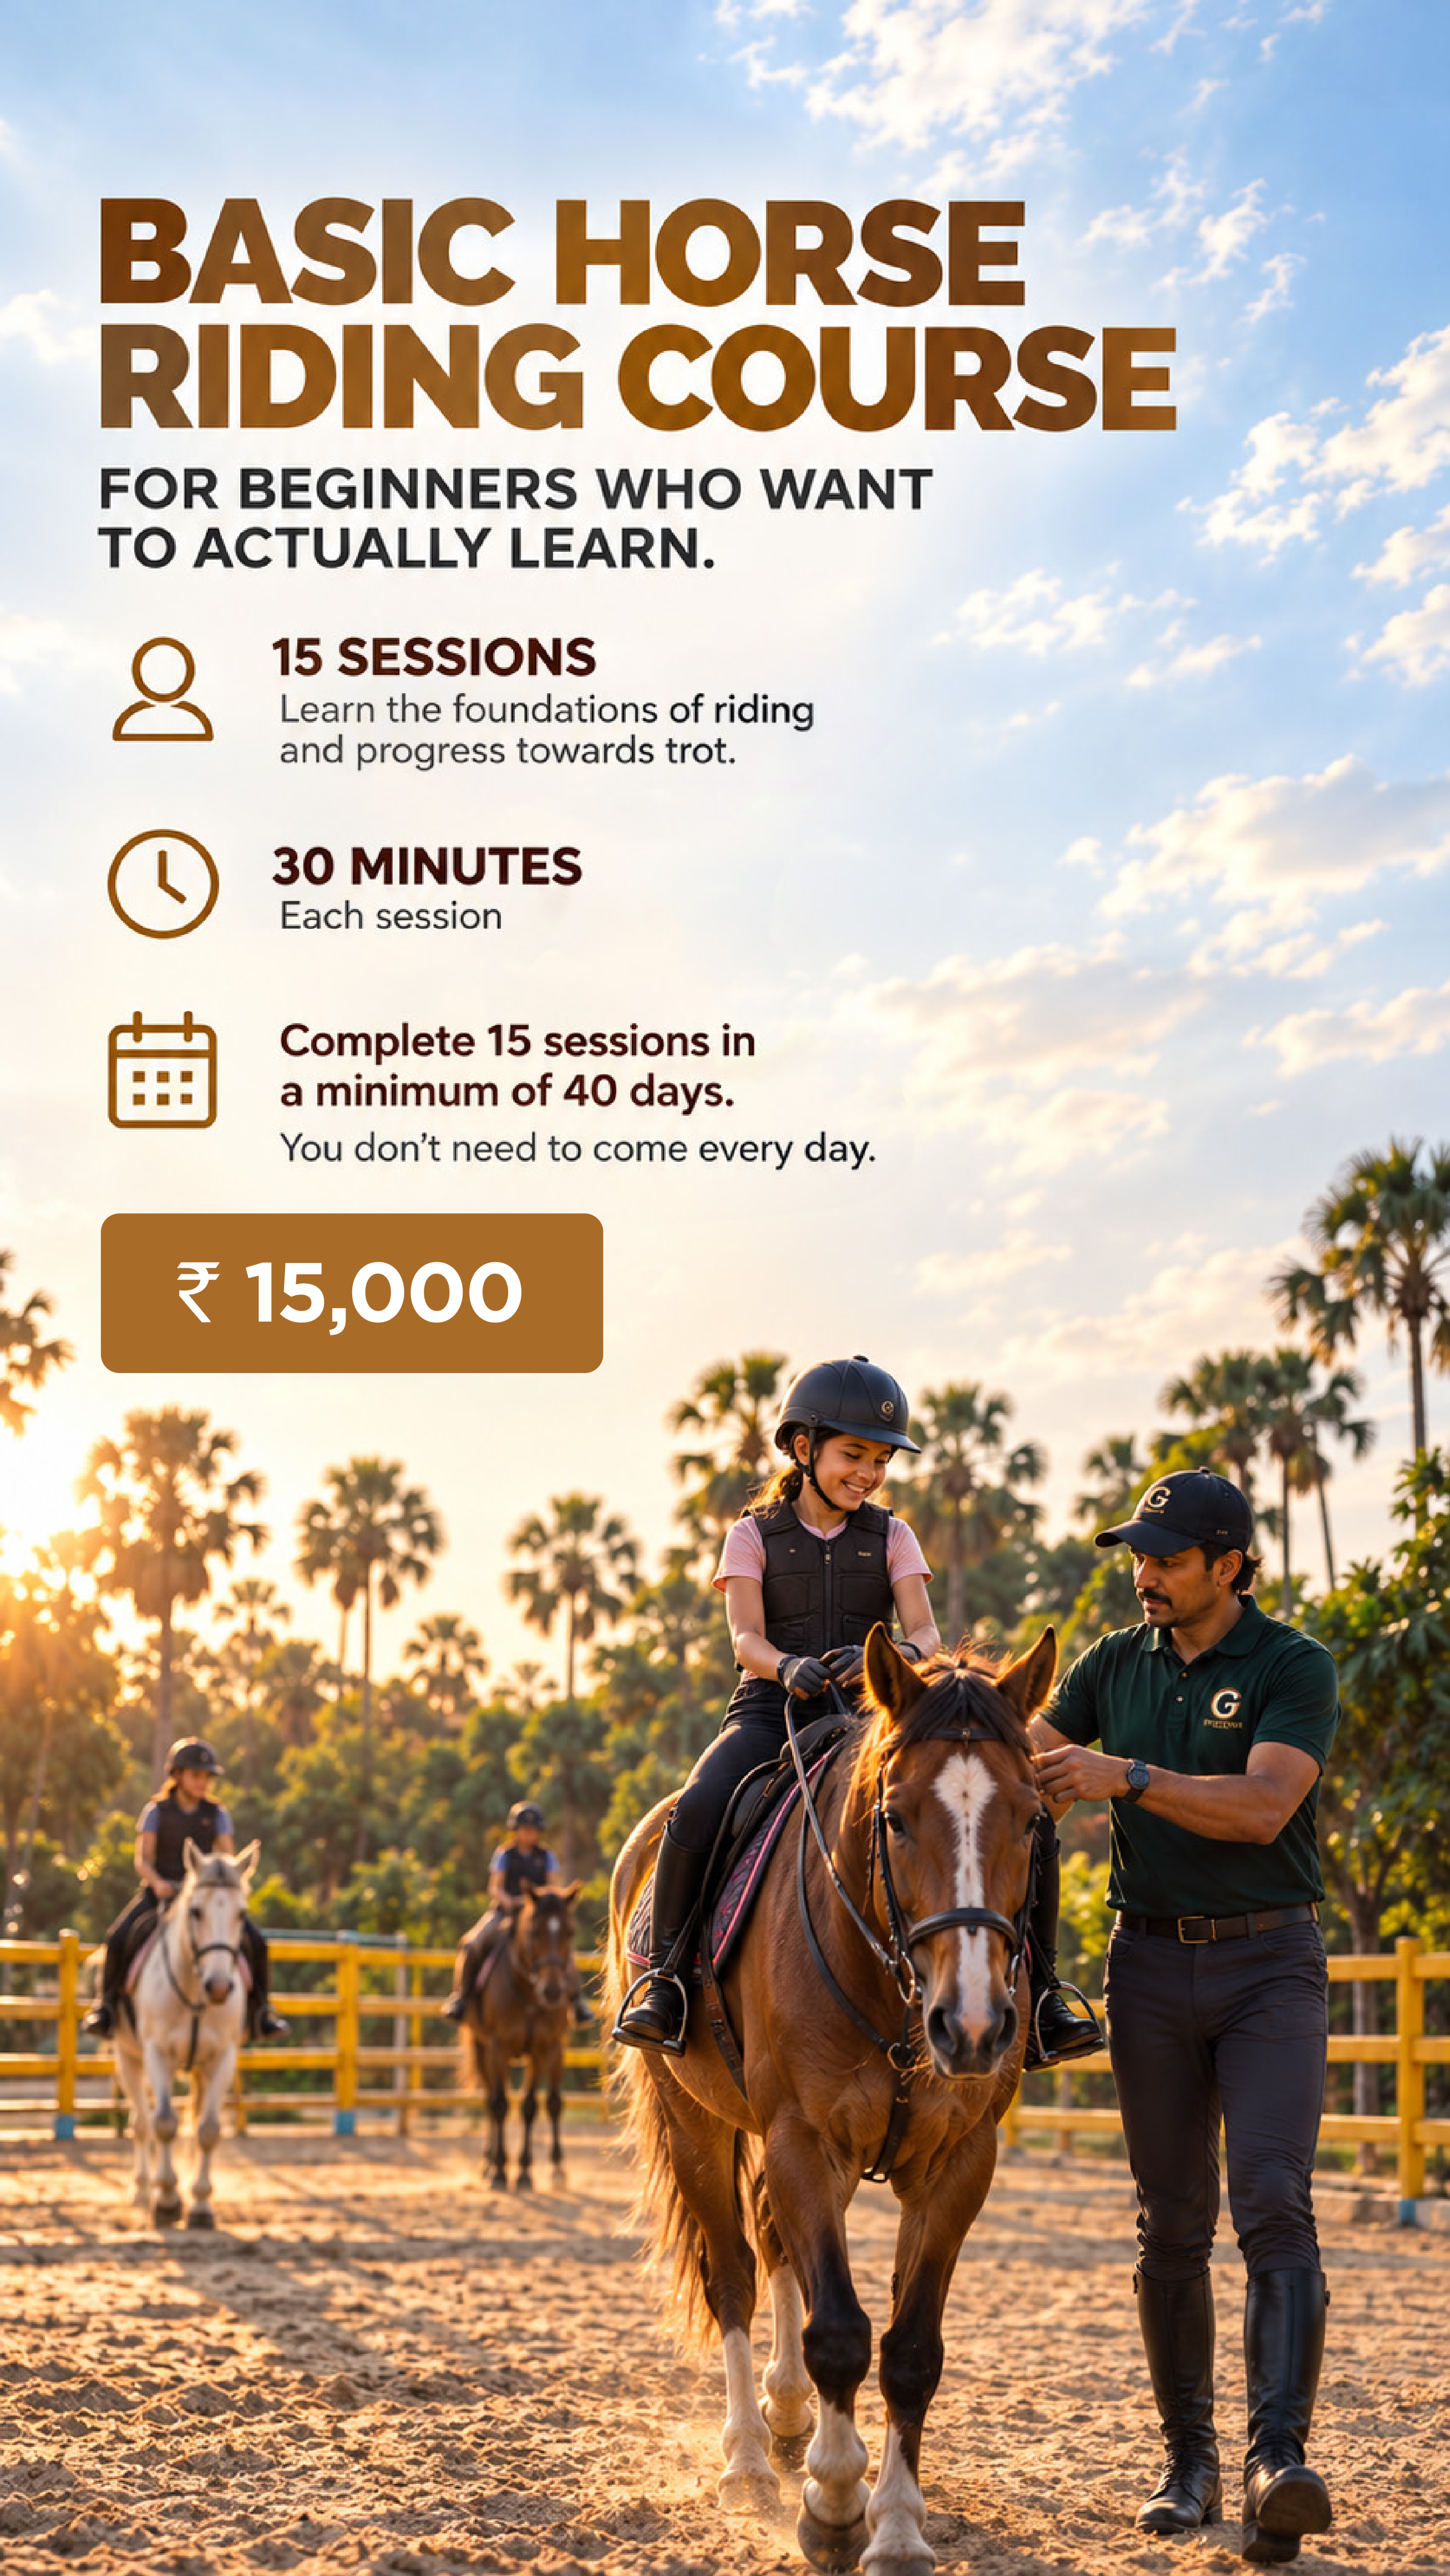 BASIC HORSE
RIDING COURSE
FOR BEGINNERS WHO WANT
TO ACTUALLY LEARN.
15 SESSIONS
Learn the foundations of riding
and progress towards trot.
30 MINUTES
Each session
Complete 15 sessions in
a minimum of 40 days.
You don't need to come every day.
₹ 15,000
G
G